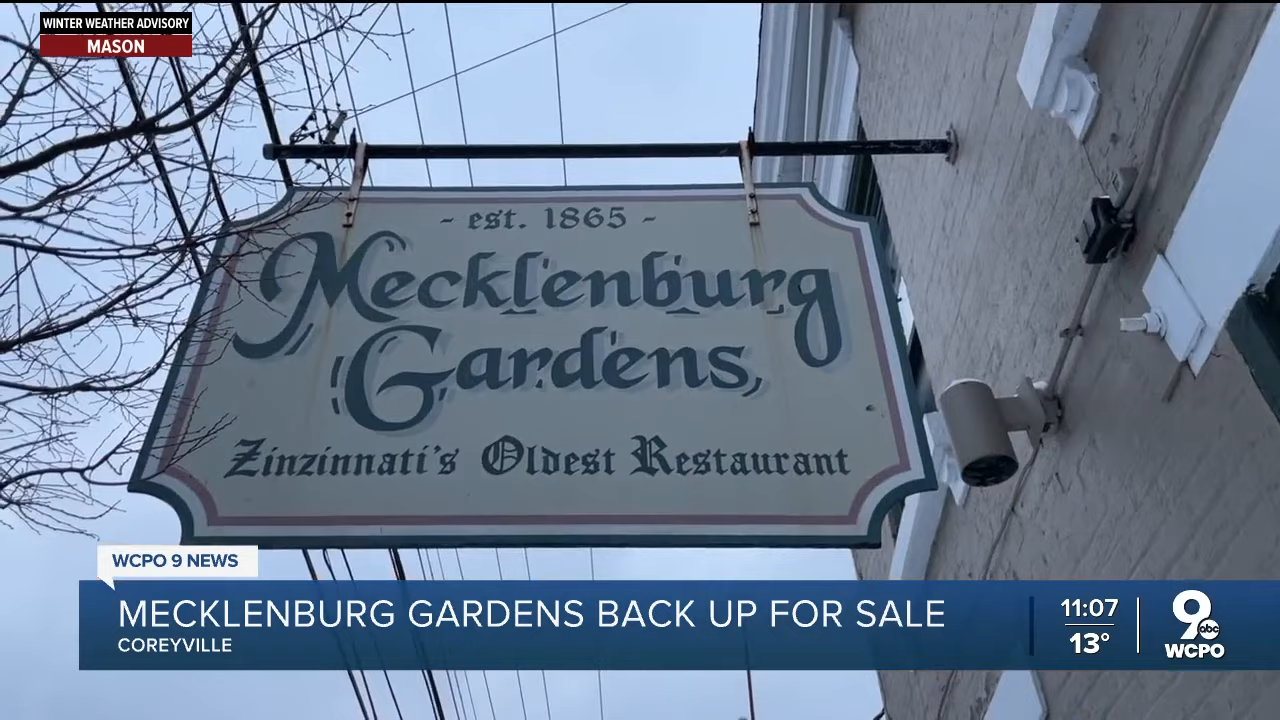 WINTER WEATHER ADVISORY
MASON
- est. 1865 -
Mecklenburg
Gardens
Zinzinnati's Oldest Restaurant
WCPO 9 NEWS
MECKLENBURG GARDENS BACK UP FOR SALE
COREYVILLE
11:07
13°
9
abc
WCPO